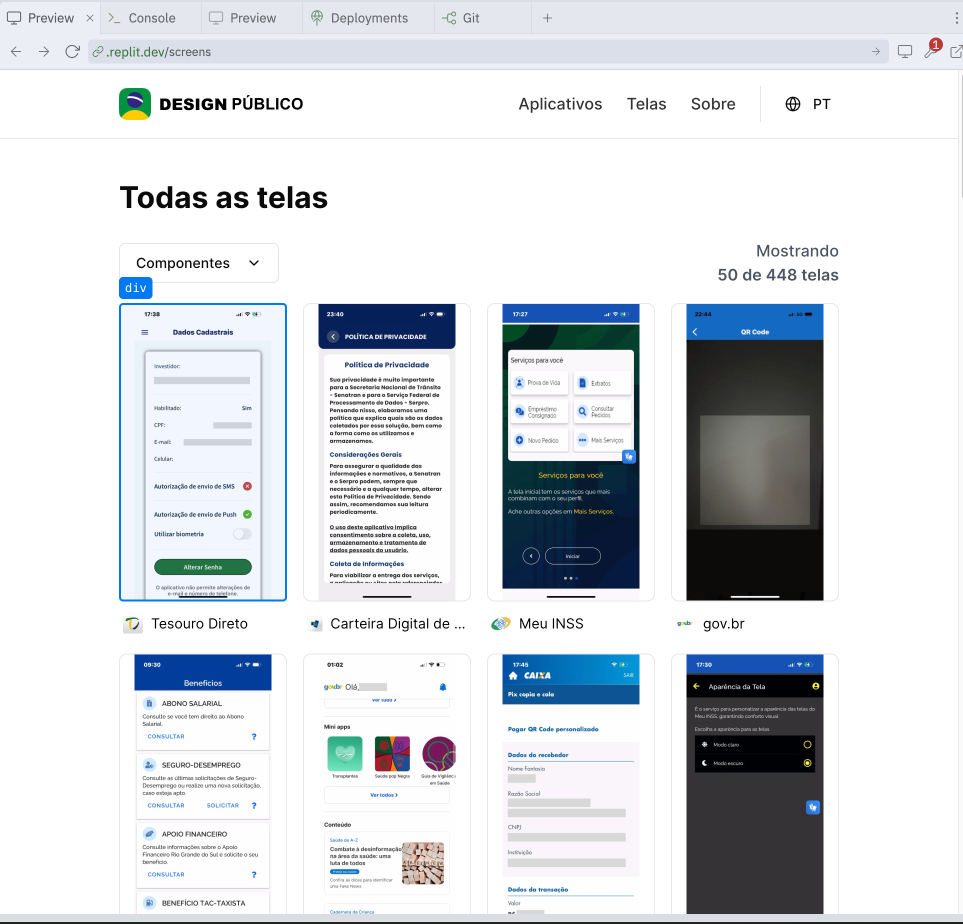 Preview
Console
Preview
Deployments
Git
.replit.dev/screens
1
DESIGN PÚBLICO
Aplicativos
Telas
Sobre
PT
Todas as telas
Componentes
Mostrando
50 de 448 telas
div
17:38
Dados Cadastrais
Investidor:
Habilitado:
Sim
CPF:
E-mail:
Celular:
Autorização de envio de SMS
Autorização de envio de Push
Utilizar biometria
Alterar Senha
O aplicativo não permite alterações de
e-mail e número de telefone.
Tesouro Direto
23:40
POLÍTICA DE PRIVACIDADE
Política de Privacidade
Sua privacidade é muito importante
para a Secretaria Nacional de Trânsito
- Senatran e para o Serviço Federal de
Processamento de Dados - Serpro.
Pensando nisso, elaboramos uma
política que explica quais são os dados
coletados por essa solução, bem como
a forma como os utilizamos e
armazenamos.
Considerações Gerais
Para assegurar a qualidade das
informações e normativos, a Senatran
e o Serpro podem, sempre que
necessário e a qualquer tempo, alterar
esta Política de Privacidade. Sendo
assim, recomendamos sua leitura
periodicamente.
O uso deste aplicativo implica
consentimento sobre a coleta, uso,
armazenamento e tratamento de
dados pessoais do usuário.
Coleta de Informações
Para viabilizar a entrega dos serviços,
Carteira Digital de ...
17:27
Serviços para você
Prova de Vida
Extratos
Empréstimo
Consignado
Consultar
Pedidos
Novo Pedido
Mais Serviços
Serviços para você
A tela inicial tem os serviços que mais
combinam com o seu perfil.
Ache outras opções em Mais Serviços.
Iniciar
Meu INSS
22:44
QR Code
gov.br
gov.br
09:30
Benefícios
ABONO SALARIAL
Consulte se você tem direito ao Abono
Salarial.
CONSULTAR
?
SEGURO-DESEMPREGO
Consulte as últimas solicitações de Seguro-
Desemprego ou realize uma nova solicitação,
caso esteja apto.
CONSULTAR
SOLICITAR
?
APOIO FINANCEIRO
Consulte informações sobre o Apoio
Financeiro Rio Grande do Sul e solicite o seu
benefício.
CONSULTAR
?
BENEFÍCIO TAC-TAXISTA
01:02
gov.br
Olá,
Ver tudo
Mini apps
Transplantes
Saúde pop Negra
Guia de Vigilância
em Saúde
Ver todos
Conteúdo
Saúde de A-Z
Combate à desinformação
na área da saúde: uma
luta de todos
Confira as dicas para identificar
uma Fake News
Caderneta da Criança
17:45
CAIXA
SAIR
Pix copia e cola
Pagar QR Code personalizado
Dados do recebedor
Nome Fantasia
Razão Social
CNPJ
Instituição
Dados da transação
Valor
R$
17:30
Aparência da Tela
É o serviço para personalizar a aparência das telas do
Meu INSS, garantindo conforto visual.
Escolha a aparência para as telas.
Modo claro
Modo escuro